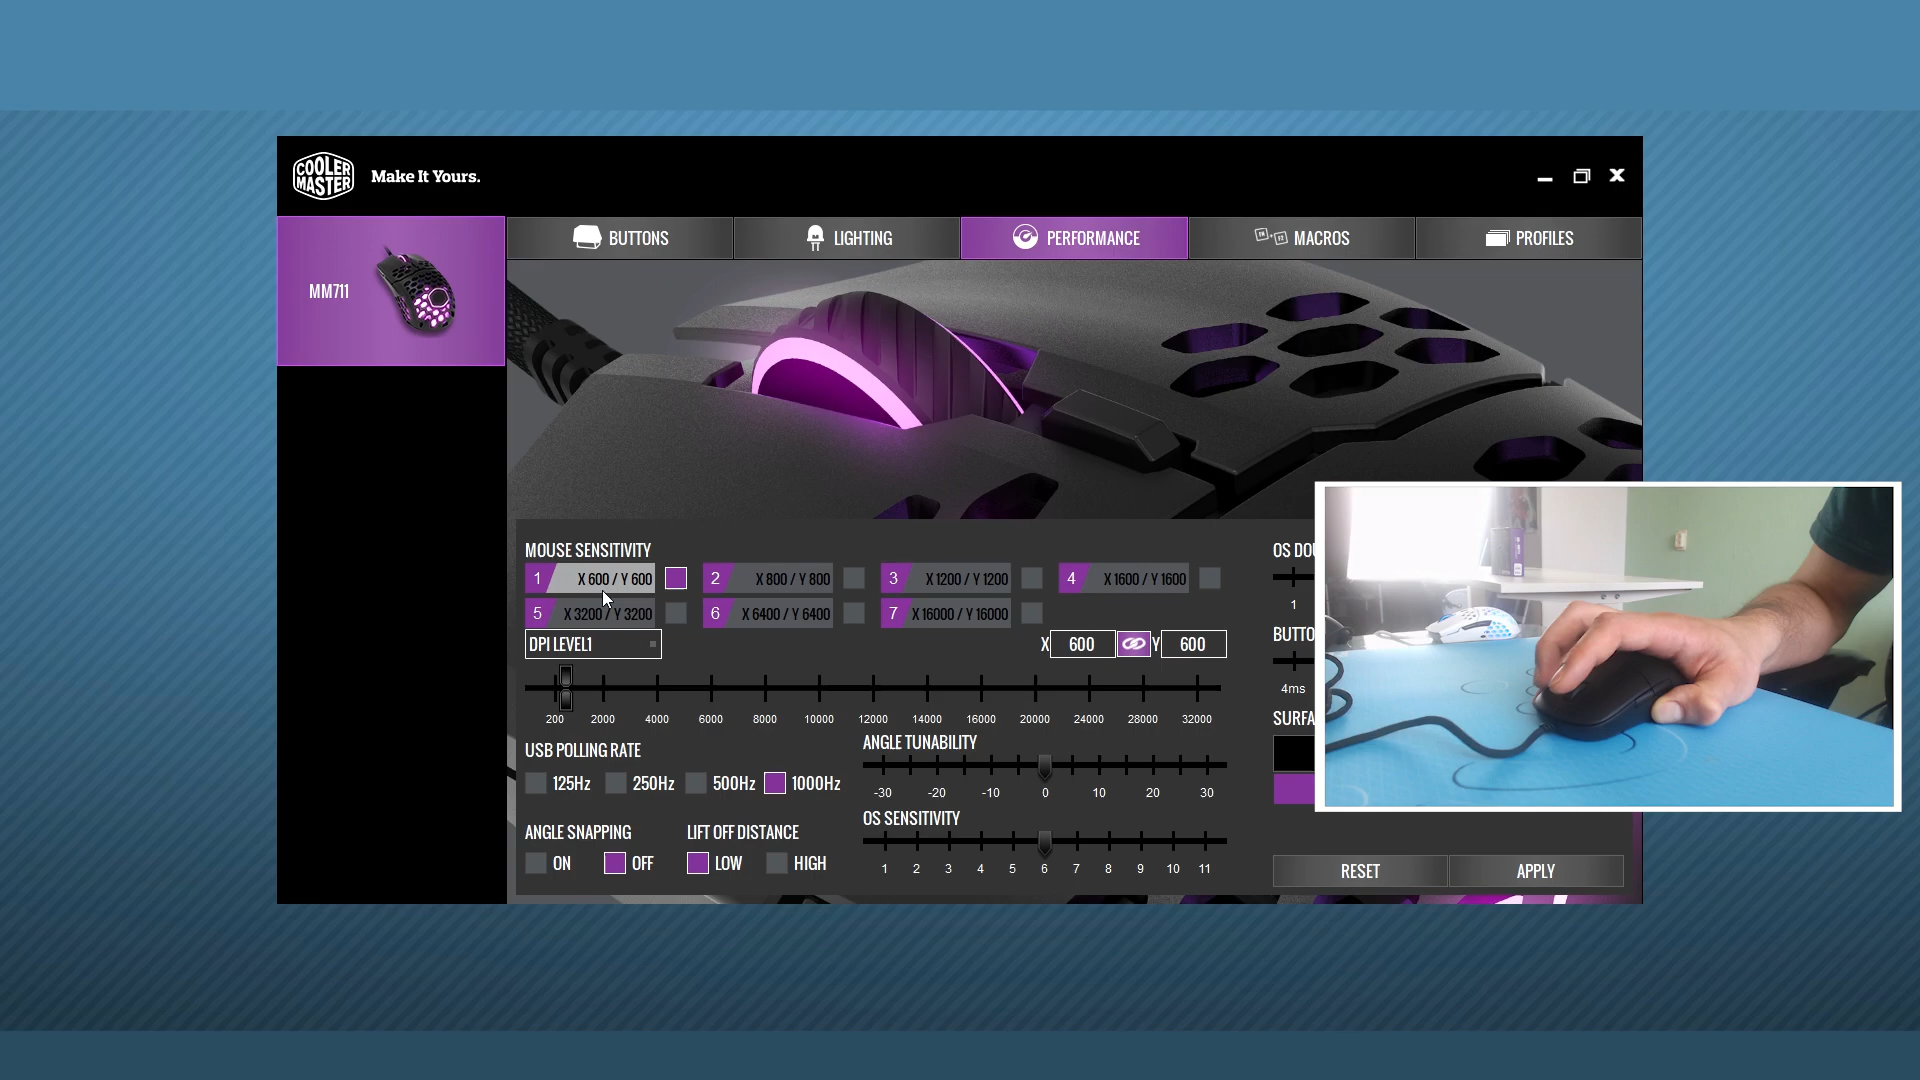 COOLER MASTER
Make It Yours.
MM711
BUTTONS
LIGHTING
PERFORMANCE
MACROS
PROFILES
MOUSE SENSITIVITY
1 X 600 / Y 600
2 X 800 / Y 800
3 X 1200 / Y 1200
4 X 1600 / Y 1600
5 X 3200 / Y 3200
6 X 6400 / Y 6400
7 X 16000 / Y 16000
DPI LEVEL1
X 600 Y 600
200 2000 4000 6000 8000 10000 12000 14000 16000 20000 24000 28000 32000
USB POLLING RATE
125Hz 250Hz 500Hz 1000Hz
ANGLE SNAPPING
ON OFF
LIFT OFF DISTANCE
LOW HIGH
ANGLE TUNABILITY
-30 -20 -10 0 10 20 30
OS SENSITIVITY
1 2 3 4 5 6 7 8 9 10 11
OS DOU
1
BUTTO
4ms
SURFA
RESET
APPLY